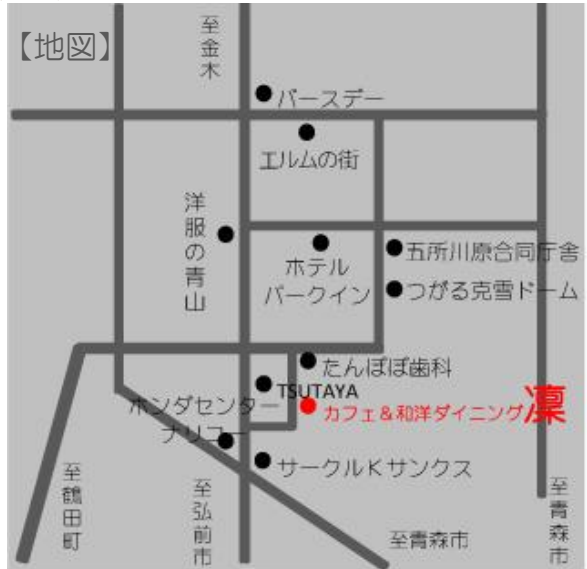 【地図】
至金木
バースデー
エルムの街
洋服の青山
ホテル
パークイン
五所川原合同庁舎
つがる克雪ドーム
たんぽぽ歯科
TSUTAYA
ホンダセンター
ナリコー
カフェ＆和洋ダイニング凜
サークルKサンクス
至鶴田町
至弘前市
至青森市
至青森市